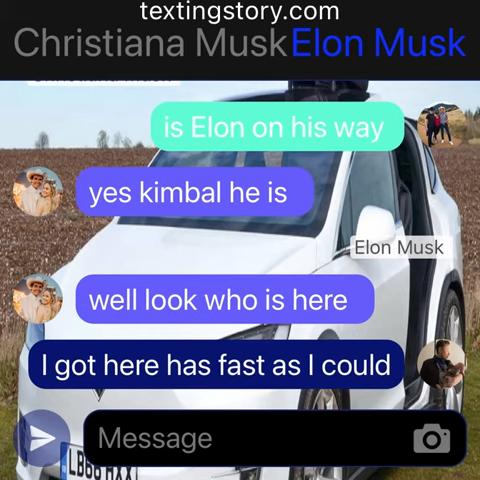 textingstory.com
Christiana Musk Elon Musk
is Elon on his way
yes kimbal he is
Elon Musk
well look who is here
I got here has fast as I could
Message